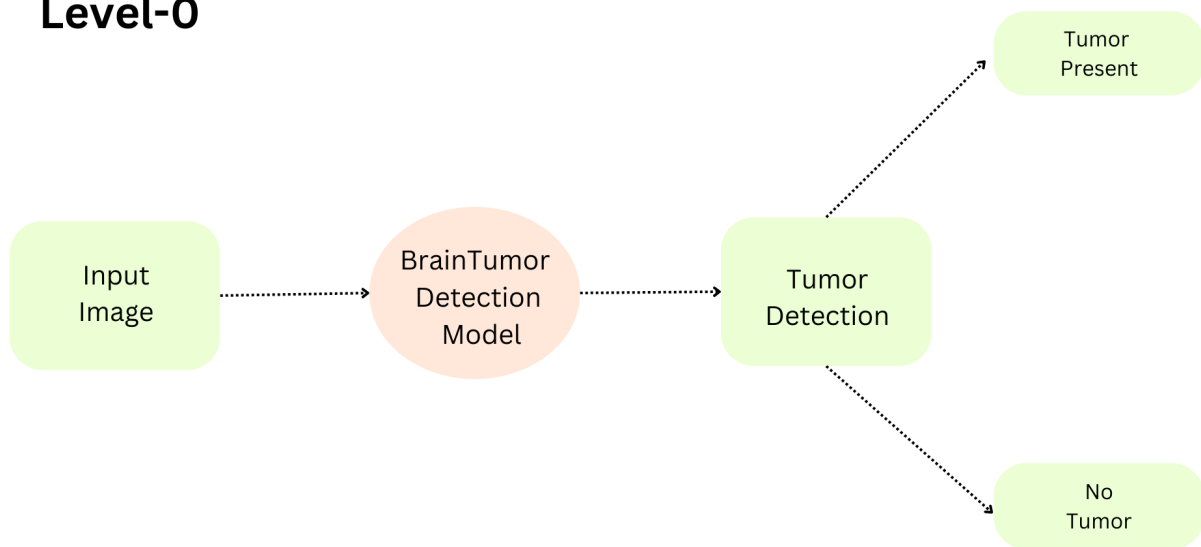 Level-0
Tumor
Present
Input
Image
BrainTumor
Detection
Model
Tumor
Detection
No
Tumor